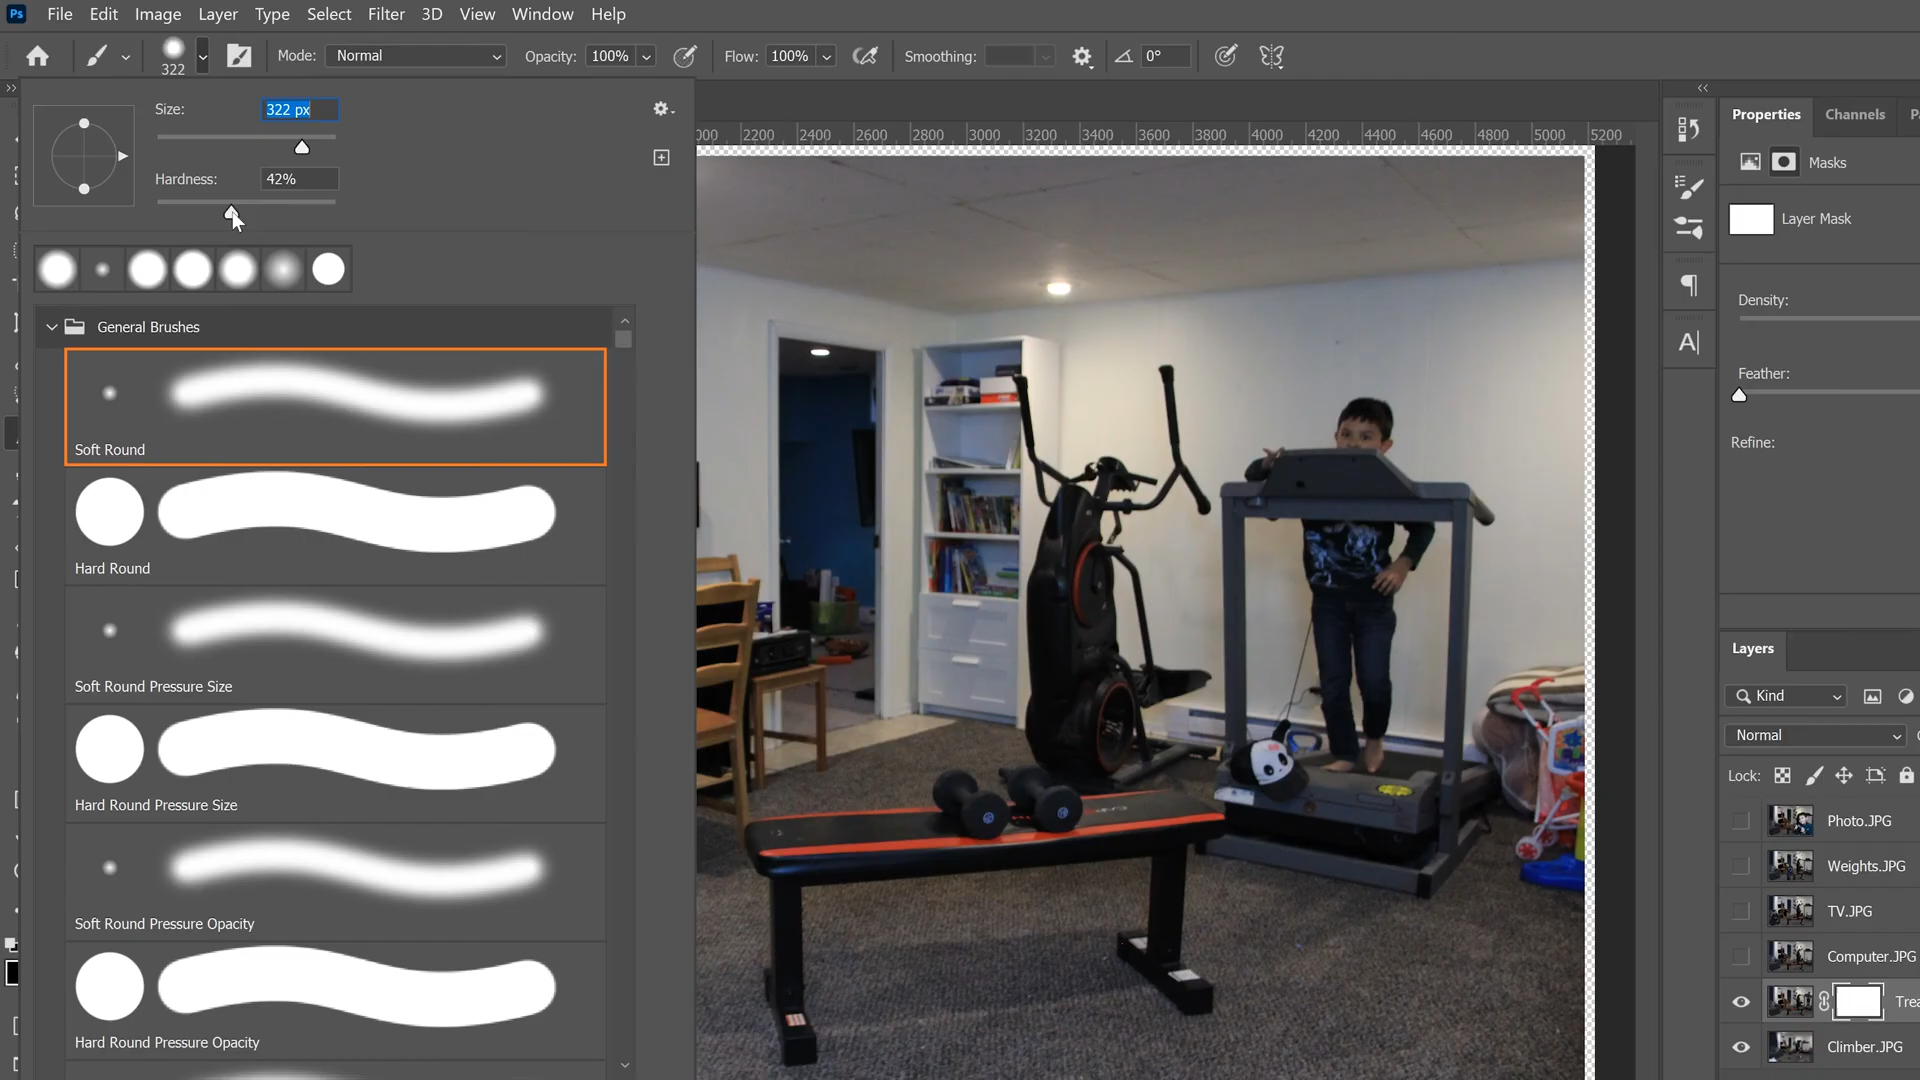 Ps File Edit Image Layer Type Select Filter 3D View Window Help
322 Mode: Normal Opacity: 100% Flow: 100% Smoothing: 0°
Size: 322 px
Hardness: 42%
General Brushes
Soft Round
Hard Round
Soft Round Pressure Size
Hard Round Pressure Size
Soft Round Pressure Opacity
Hard Round Pressure Opacity
000 2200 2400 2600 2800 3000 3200 3400 3600 3800 4000 4200 4400 4600 4800 5000 5200
Properties Channels
Masks
Layer Mask
Density:
Feather:
Refine:
Layers
Kind
Normal
Lock:
Photo.JPG
Weights.JPG
TV.JPG
Computer.JPG
Trea
Climber.JPG